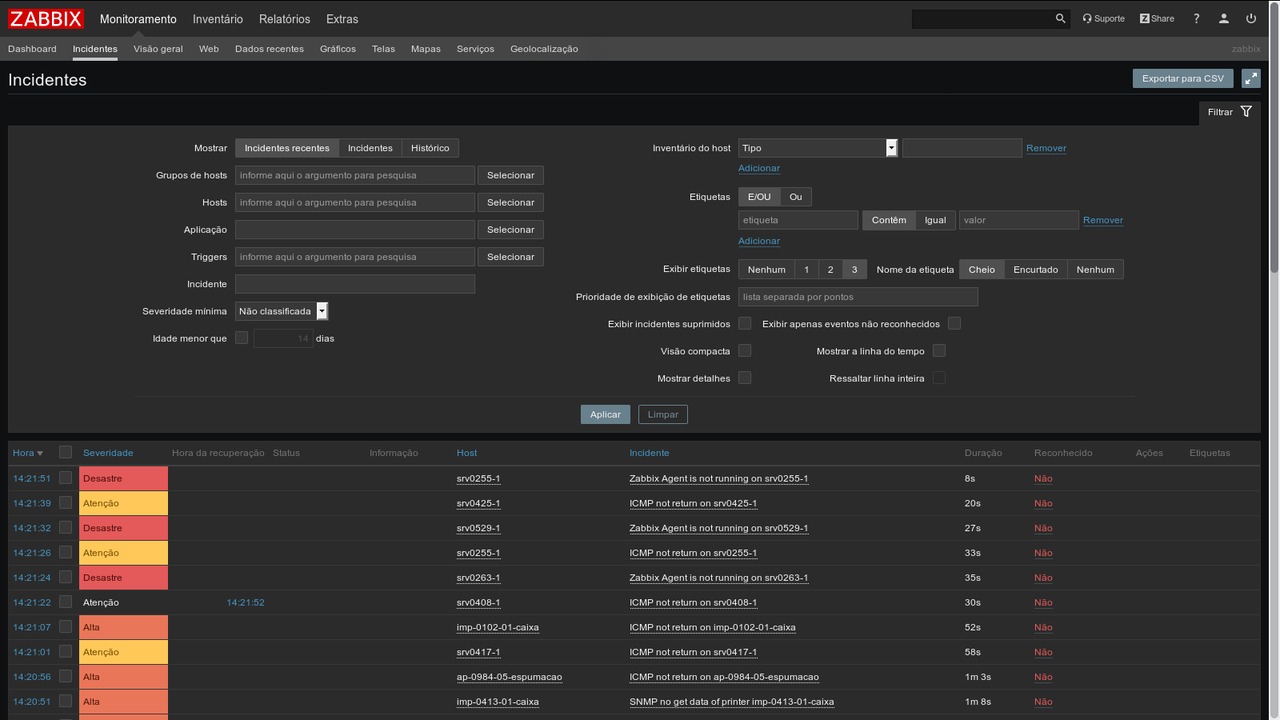 ZABBIX Monitoramento Inventário Relatórios Extras Suporte Z Share ?
Dashboard Incidentes Visão geral Web Dados recentes Gráficos Telas Mapas Serviços Geolocalização zabbix
Incidentes Exportar para CSV
Filtrar
Mostrar Incidentes recentes Incidentes Histórico Inventário do host Tipo Remover
Adicionar
Grupos de hosts informe aqui o argumento para pesquisa Selecionar
Etiquetas E/OU Ou
Hosts informe aqui o argumento para pesquisa Selecionar
etiqueta Contêm Igual valor Remover
Aplicação Selecionar
Adicionar
Triggers informe aqui o argumento para pesquisa Selecionar
Exibir etiquetas Nenhum 1 2 3 Nome da etiqueta Cheio Encurtado Nenhum
Incidente
Prioridade de exibição de etiquetas lista separada por pontos
Severidade mínima Não classificada
Exibir incidentes suprimidos Exibir apenas eventos não reconhecidos
Idade menor que 14 dias
Visão compacta Mostrar a linha do tempo
Mostrar detalhes Ressaltar linha inteira
Aplicar Limpar
Hora Severidade Hora da recuperação Status Informação Host Incidente Duração Reconhecido Ações Etiquetas
14:21:51 Desastre srv0255-1 Zabbix Agent is not running on srv0255-1 8s Não
14:21:39 Atenção srv0425-1 ICMP not return on srv0425-1 20s Não
14:21:32 Desastre srv0529-1 Zabbix Agent is not running on srv0529-1 27s Não
14:21:26 Atenção srv0255-1 ICMP not return on srv0255-1 33s Não
14:21:24 Desastre srv0263-1 Zabbix Agent is not running on srv0263-1 35s Não
14:21:22 Atenção 14:21:52 srv0408-1 ICMP not return on srv0408-1 30s Não
14:21:07 Alta imp-0102-01-caixa ICMP not return on imp-0102-01-caixa 52s Não
14:21:01 Atenção srv0417-1 ICMP not return on srv0417-1 58s Não
14:20:56 Alta ap-0984-05-espumacao ICMP not return on ap-0984-05-espumacao 1m 3s Não
14:20:51 Alta imp-0413-01-caixa SNMP no get data of printer imp-0413-01-caixa 1m 8s Não